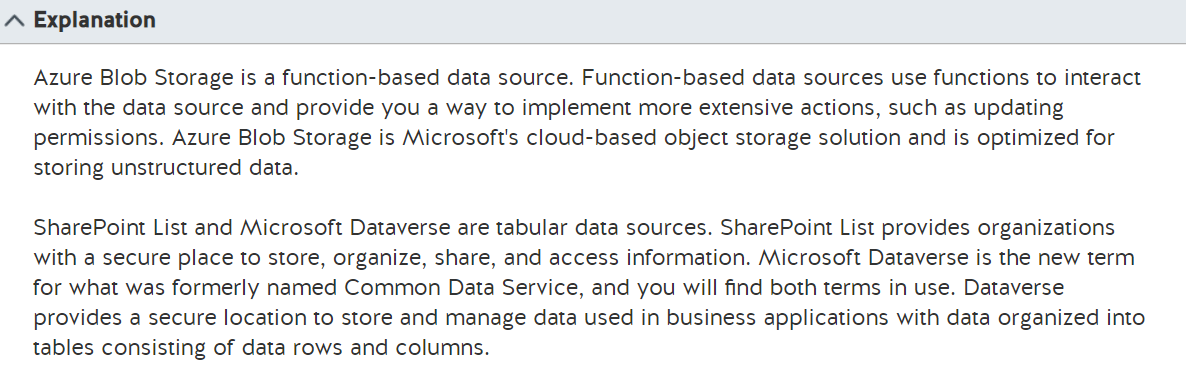 Explanation
Azure Blob Storage is a function-based data source. Function-based data sources use functions to interact
with the data source and provide you a way to implement more extensive actions, such as updating
permissions. Azure Blob Storage is Microsoft's cloud-based object storage solution and is optimized for
storing unstructured data.
SharePoint List and Microsoft Dataverse are tabular data sources. SharePoint List provides organizations
with a secure place to store, organize, share, and access information. Microsoft Dataverse is the new term
for what was formerly named Common Data Service, and you will find both terms in use. Dataverse
provides a secure location to store and manage data used in business applications with data organized into
tables consisting of data rows and columns.